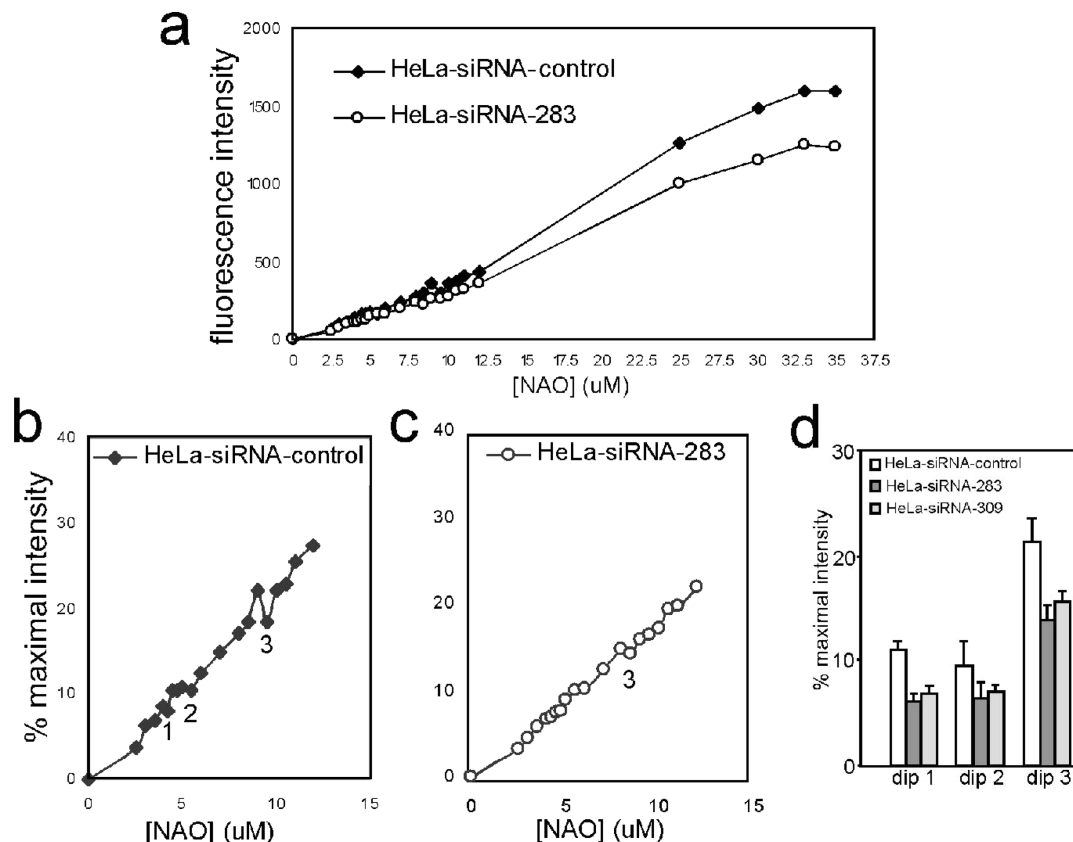 a
fluorescence intensity
2000
1500
1000
500
0
HeLa-siRNA-control
HeLa-siRNA-283
0 2.5 5 7.5 10 12.5 15 17.5 20 22.5 25 27.5 30 32.5 35 37.5
[NAO] (uM)
b
% maximal intensity
40
30
20
10
0
HeLa-siRNA-control
1
2
3
0 5 10 15
[NAO] (uM)
c
40
30
20
10
0
HeLa-siRNA-283
3
0 5 10 15
[NAO] (uM)
d
% maximal intensity
30
20
10
0
HeLa-siRNA-control
HeLa-siRNA-283
HeLa-siRNA-309
dip 1 dip 2 dip 3